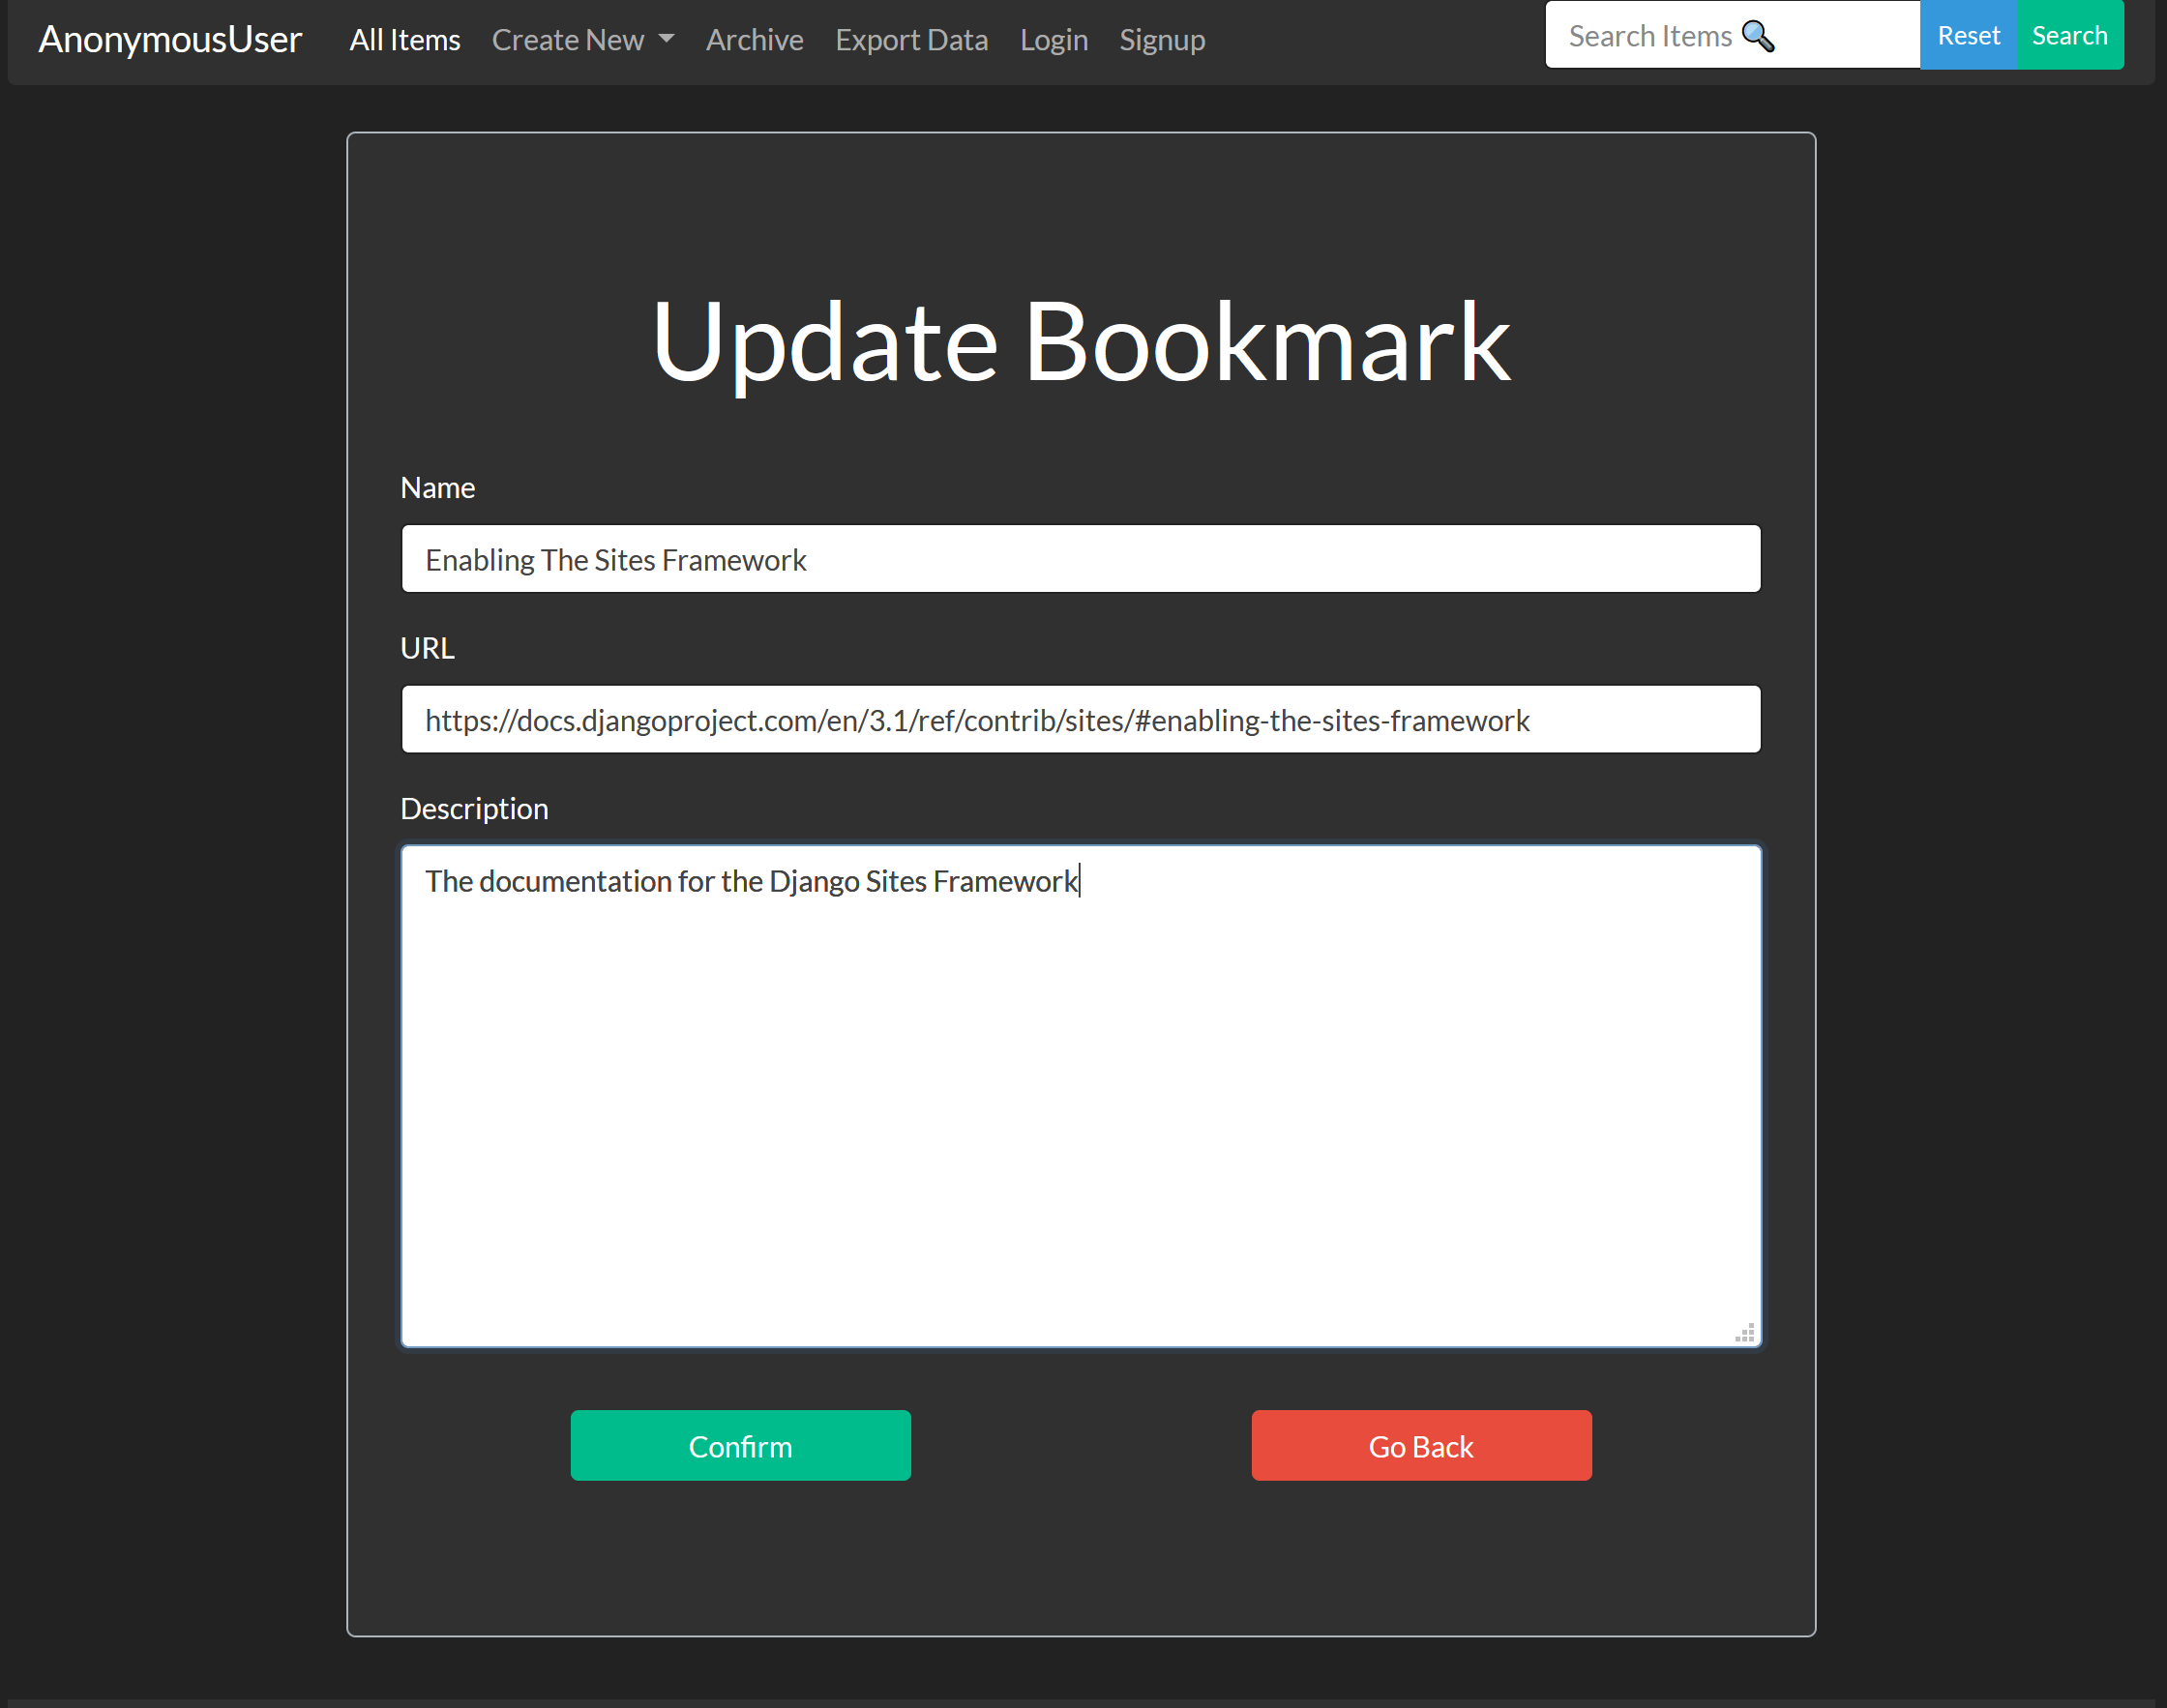 AnonymousUser All Items Create New Archive Export Data Login Signup Search Items Reset Search
Update Bookmark
Name
Enabling The Sites Framework
URL
https://docs.djangoproject.com/en/3.1/ref/contrib/sites/#enabling-the-sites-framework
Description
The documentation for the Django Sites Framework
Confirm Go Back